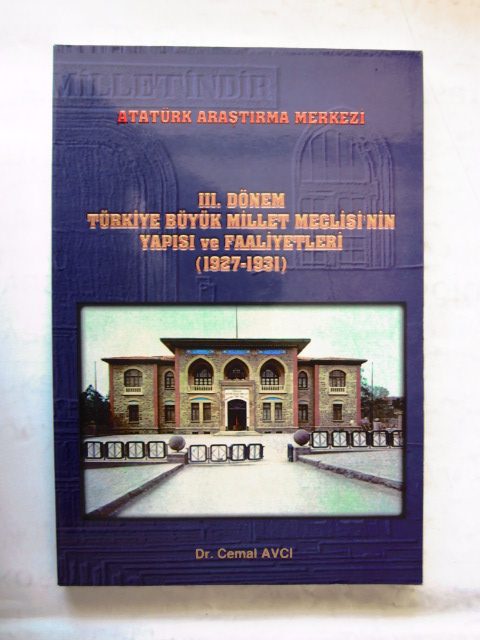 MİLLETİNDİR
ATATÜRK ARAŞTIRMA MERKEZİ
III. DÖNEM
TÜRKİYE BÜYÜK MİLLET MECLİSİ'NİN
YAPISI ve FAALİYETLERİ
(1927-1931)
Dr. Cemal AVCI